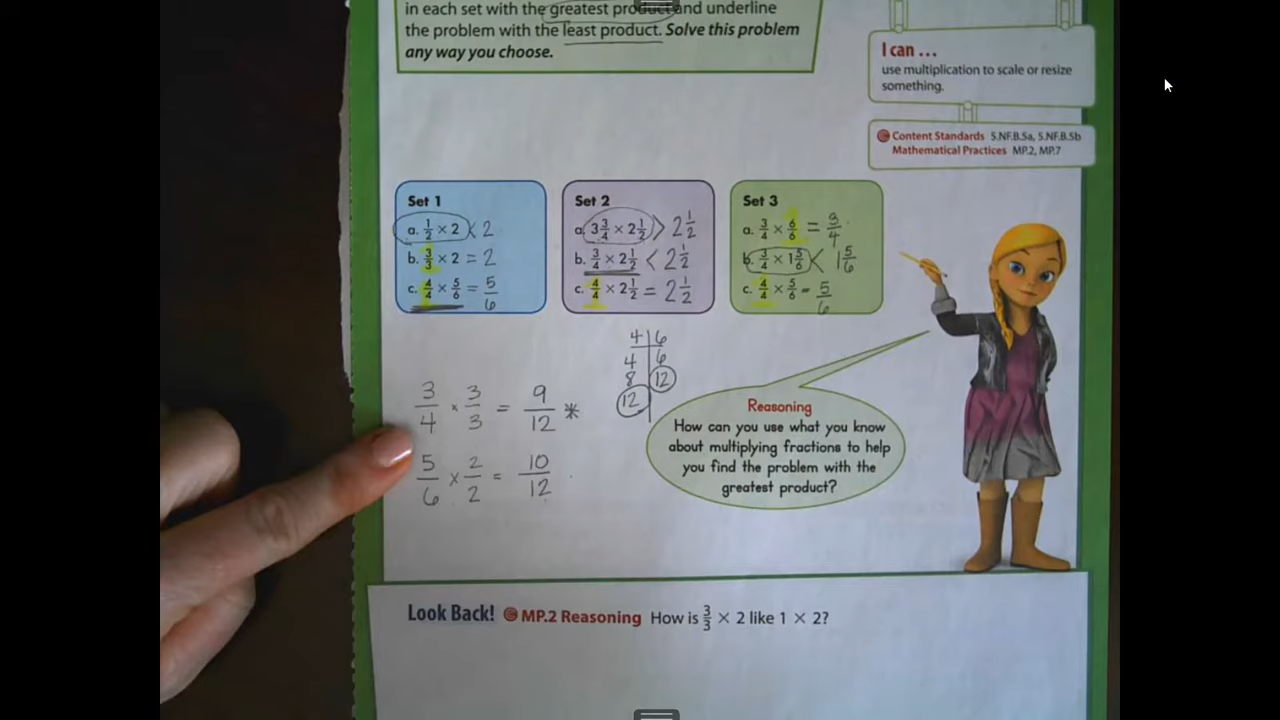 in each set with the greatest product and underline
the problem with the least product. Solve this problem
any way you choose.
I can ...
use multiplication to scale or resize
something.
Content Standards 5.NF.B.5a, 5.NF.B.5b
Mathematical Practices MP.2, MP.7
Set 1
a. 1/2 × 2 < 2
b. 3/3 × 2 = 2
c. 4/4 × 5/6 = 5/6
Set 2
a. 3 3/4 × 2 1/2 > 2 1/2
b. 3/4 × 2 1/2 < 2 1/2
c. 4/4 × 2 1/2 = 2 1/2
Set 3
a. 3/4 × 6/6 = 3/4
b. 3/4 × 1 5/6 < 1 5/6
c. 4/4 × 5/6 = 5/6
4 | 6
4 | 6
8 | 12
12 |
3/4 × 3/3 = 9/12 *
5/6 × 2/2 = 10/12
Reasoning
How can you use what you know
about multiplying fractions to help
you find the problem with the
greatest product?
Look Back! MP.2 Reasoning How is 3/3 × 2 like 1 × 2?